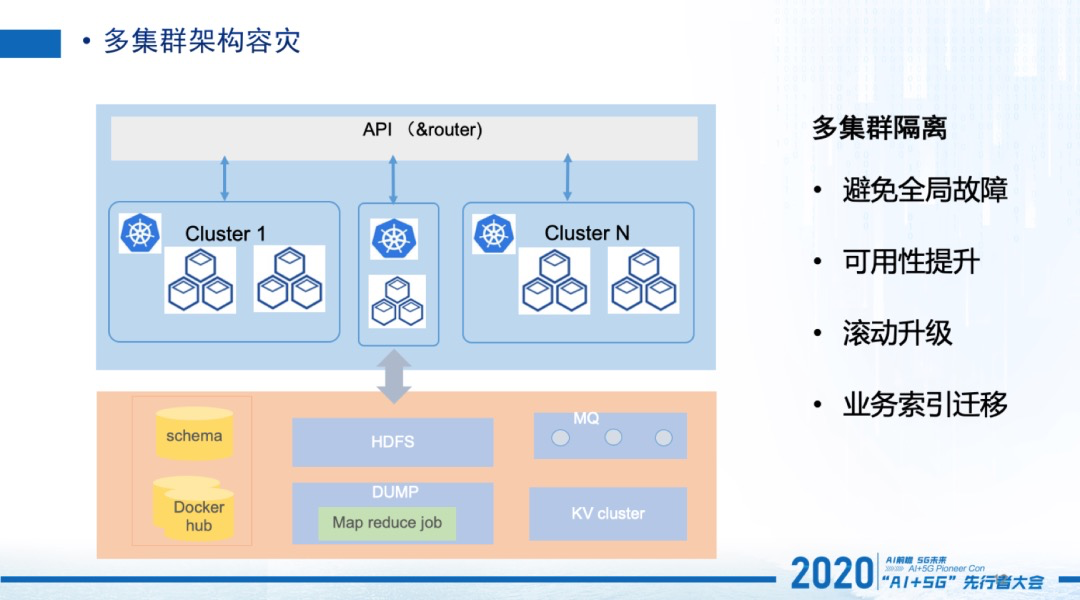 • 多集群架构容灾
API （&router)
Cluster 1
Cluster N
schema
Docker
hub
HDFS
DUMP
Map reduce job
MQ
KV cluster
多集群隔离
• 避免全局故障
• 可用性提升
• 滚动升级
• 业务索引迁移
2020
AI前瞻 5G未来
AI+5G Pioneer Con
“AI+5G” 先行者大会